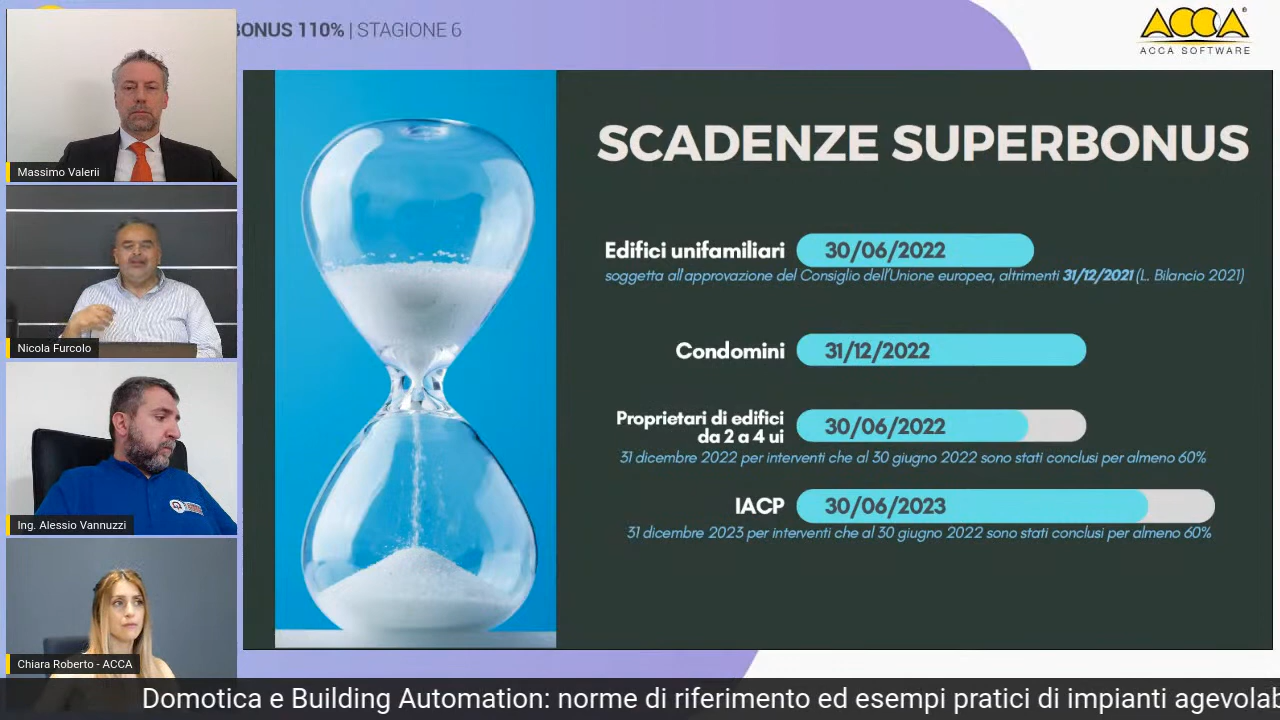 BONUS 110% | STAGIONE 6
ACCA
ACCA SOFTWARE
Massimo Valerii
Nicola Furcolo
Ing. Alessio Vannuzzi
Chiara Roberto - ACCA
SCADENZE SUPERBONUS
Edifici unifamiliari 30/06/2022
soggetta all'approvazione del Consiglio dell'Unione europea, altrimenti 31/12/2021 (L. Bilancio 2021)
Condomini 31/12/2022
Proprietari di edifici
da 2 a 4 ui 30/06/2022
31 dicembre 2022 per interventi che al 30 giugno 2022 sono stati conclusi per almeno 60%
IACP 30/06/2023
31 dicembre 2023 per interventi che al 30 giugno 2022 sono stati conclusi per almeno 60%
Domotica e Building Automation: norme di riferimento ed esempi pratici di impianti agevolab